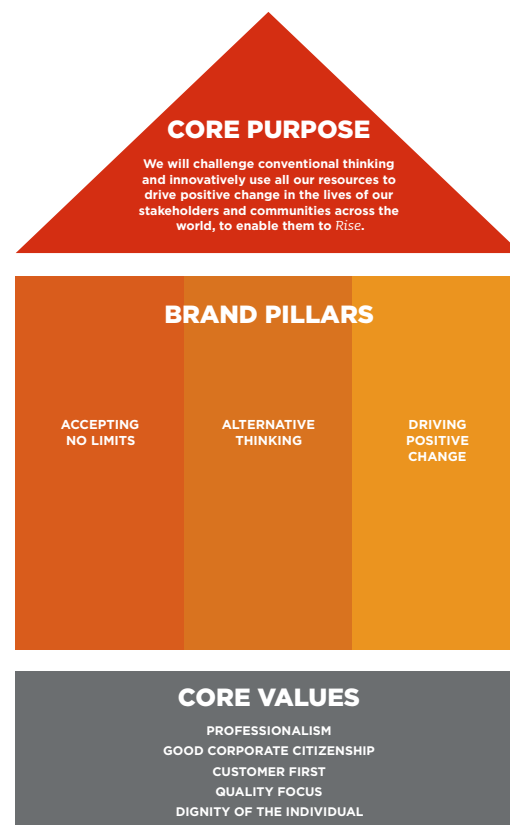 CORE PURPOSE
We will challenge conventional thinking
and innovatively use all our resources to
drive positive change in the lives of our
stakeholders and communities across the
world, to enable them to Rise.
BRAND PILLARS
ACCEPTING
NO LIMITS
ALTERNATIVE
THINKING
DRIVING
POSITIVE
CHANGE
CORE VALUES
PROFESSIONALISM
GOOD CORPORATE CITIZENSHIP
CUSTOMER FIRST
QUALITY FOCUS
DIGNITY OF THE INDIVIDUAL